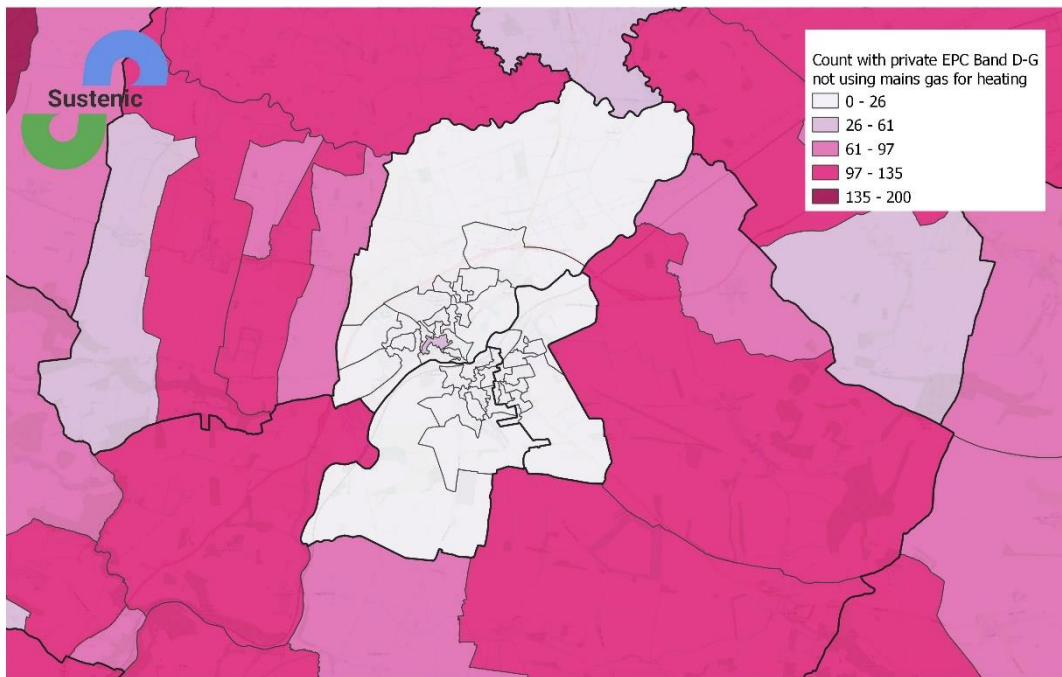 Sustenic
Count with private EPC Band D-G
not using mains gas for heating
0 - 26
26 - 61
61 - 97
97 - 135
135 - 200